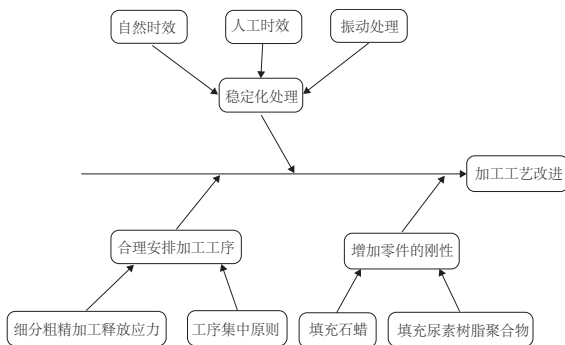 自然时效
人工时效
振动处理
稳定化处理
加工工艺改进
合理安排加工工序
增加零件的刚性
细分粗精加工释放应力
工序集中原则
填充石蜡
填充尿素树脂聚合物